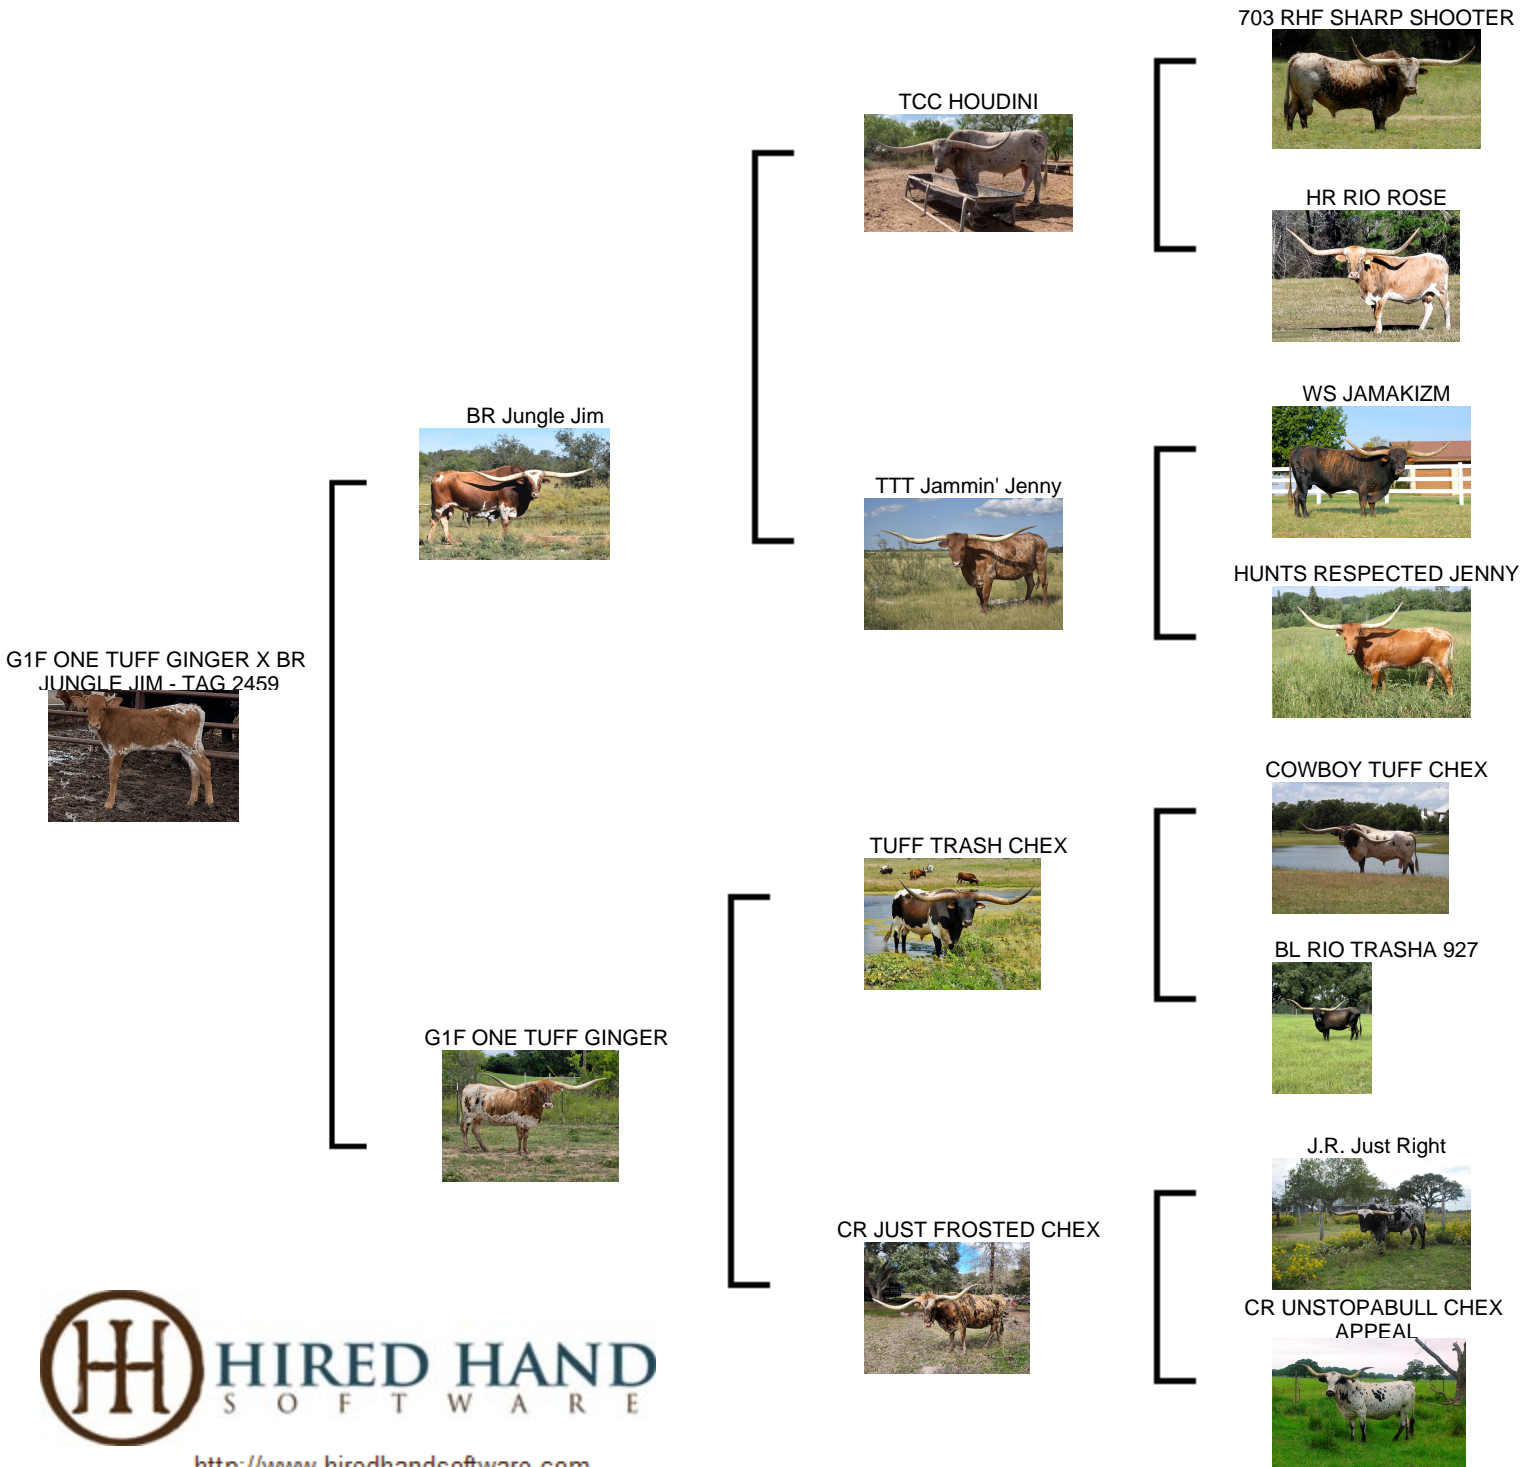 703 RHF SHARP SHOOTER
TCC HOUDINI
HR RIO ROSE
WS JAMAKIZM
BR Jungle Jim
TTT Jammin' Jenny
HUNTS RESPECTED JENNY
G1F ONE TUFF GINGER X BR
JUNGLE JIM - TAG 2459
COWBOY TUFF CHEX
TUFF TRASH CHEX
BL RIO TRASHA 927
G1F ONE TUFF GINGER
J.R. Just Right
CR JUST FROSTED CHEX
CR UNSTOPABULL CHEX
APPEAL
HIRED HAND
SOFTWARE
http://www.hiredhandsoftware.com